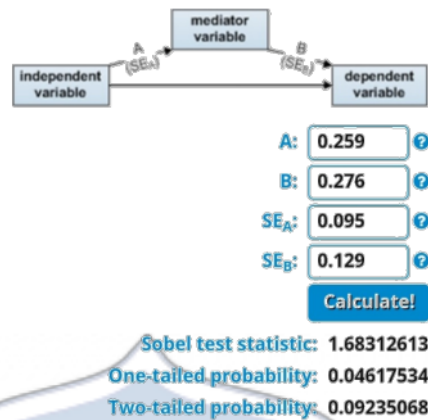 mediator
variable
A
(SEA)
B
(SEB)
independent
variable
dependent
variable
A: 0.259 ?
B: 0.276 ?
SEA: 0.095 ?
SEB: 0.129 ?
Calculate!
Sobel test statistic: 1.68312613
One-tailed probability: 0.04617534
Two-tailed probability: 0.09235068